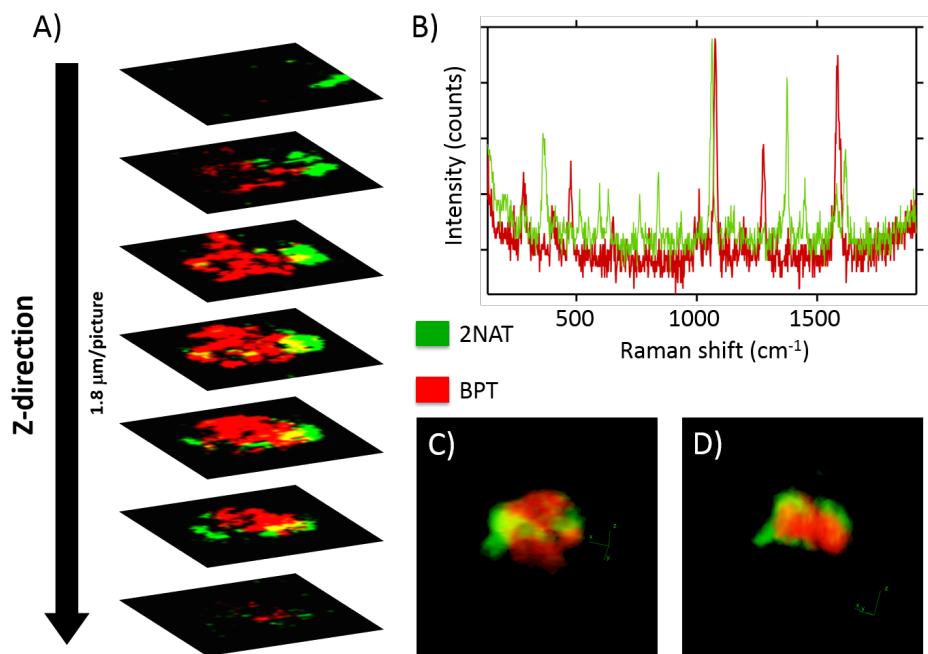 A)
Z-direction
1.8 μm/picture
B)
Intensity (counts)
500
1000
1500
Raman shift (cm⁻¹)
2NAT
BPT
C)
x
z
y
D)
x
y
z